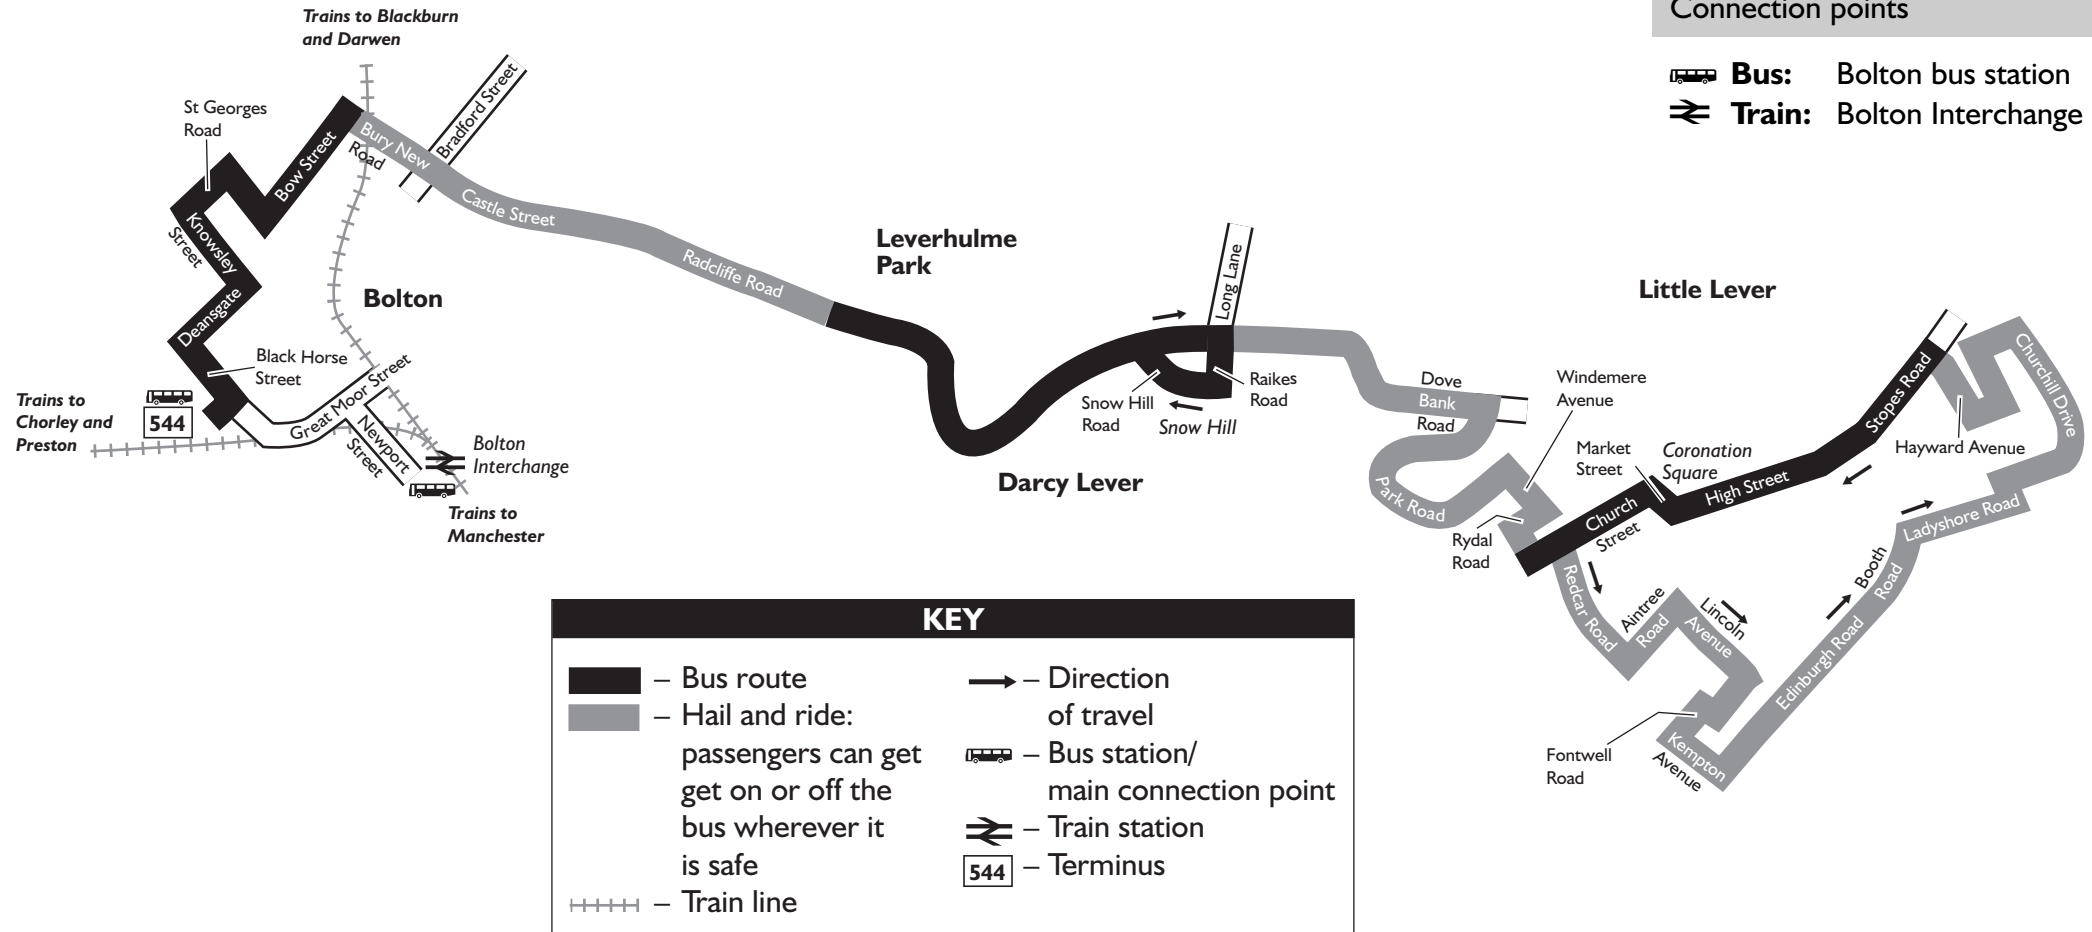 Trains to Blackburn
and Darwen
Connection points
Bus: Bolton bus station
Train: Bolton Interchange
St Georges
Road
Bow Street
Bury New
Road
Bradford Street
Castle Street
Knowsley
Street
Radcliffe Road
Leverhulme
Park
Long Lane
Little Lever
Bolton
Deansgate
Black Horse
Street
Great Moor Street
Newport
Street
Trains to
Chorley and
Preston
544
Bolton
Interchange
Trains to
Manchester
Snow Hill
Road
Snow Hill
Raikes
Road
Darcy Lever
Dove
Bank
Road
Park Road
Windemere
Avenue
Rydal
Road
Market
Street
Coronation
Square
Church
Street
High Street
Stopes Road
Hayward Avenue
Churchill Drive
Ladyshore Road
Booth
Road
Edinburgh Road
Redcar Road
Aintree
Road
Lincoln
Avenue
Fontwell
Road
Kempton
Avenue
KEY
– Bus route
– Hail and ride:
passengers can get
get on or off the
bus wherever it
is safe
– Train line
– Direction
of travel
– Bus station/
main connection point
– Train station
544 – Terminus